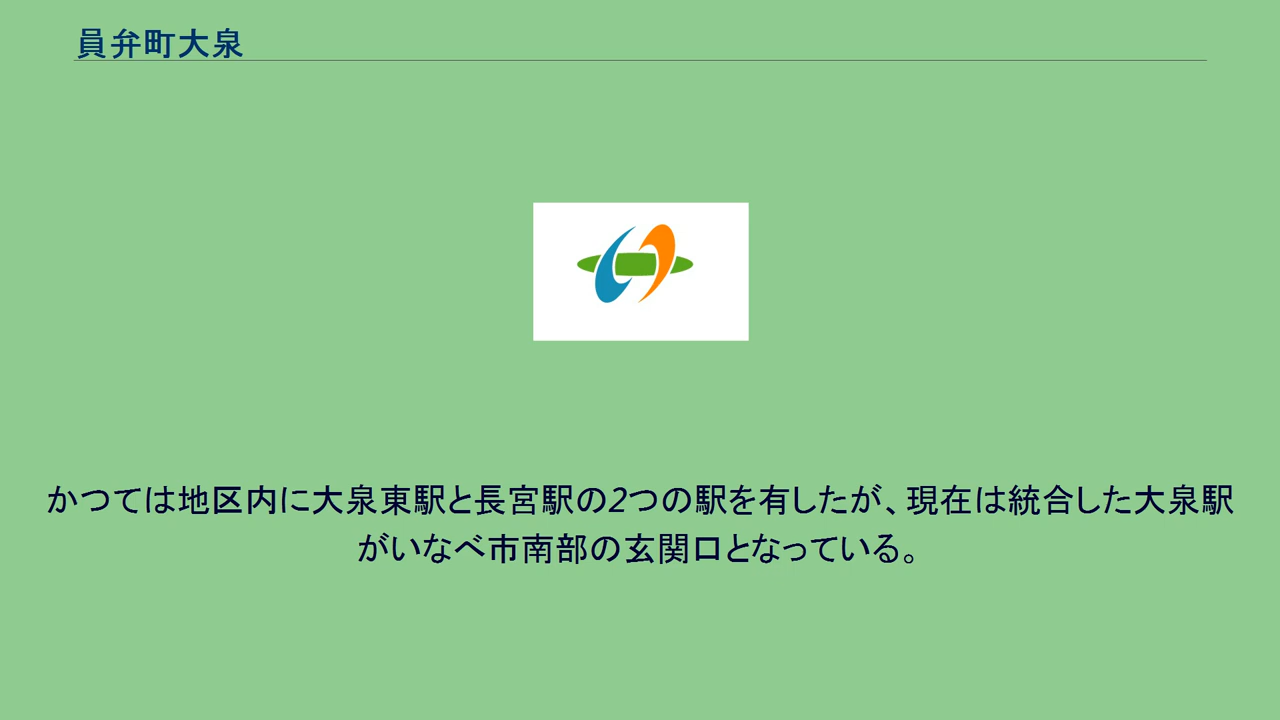 員弁町大泉
かつては地区内に大泉東駅と長宮駅の2つの駅を有したが、現在は統合した大泉駅
がいなべ市南部の玄関口となっている。